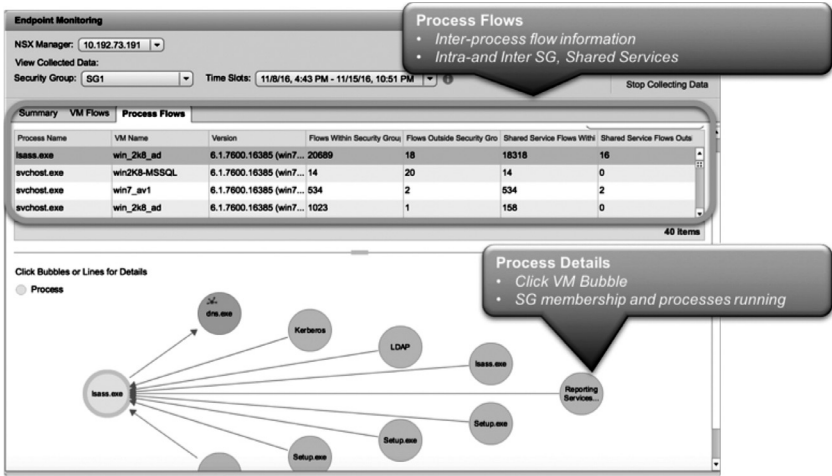 Endpoint Monitoring
NSX Manager: 10.192.73.191
View Collected Data:
Security Group: SG1
Time Slots: (11/8/16, 4:43 PM - 11/15/16, 10:51 PM
Stop Collecting Data
Process Flows
• Inter-process flow information
• Intra-and Inter SG, Shared Services
Summary VM Flows Process Flows
Process Name VM Name Version Flows Within Security Grou Flows Outside Security Gro Shared Service Flows Withi Shared Service Flows Outs
lsass.exe win_2k8_ad 6.1.7600.16385 (win7... 20689 18 18318 16
svchost.exe win2K8-MSSQL 6.1.7600.16385 (win7... 14 20 14 0
svchost.exe win7_av1 6.1.7600.16385 (win7... 534 2 534 2
svchost.exe win_2k8_ad 6.1.7600.16385 (win7... 1023 1 158 0
40 items
Process Details
• Click VM Bubble
• SG membership and processes running
Click Bubbles or Lines for Details
Process
dns.exe
Kerberos
LDAP
lsass.exe
Reporting
Services...
lsass.exe
Setup.exe
Setup.exe
Setup.exe